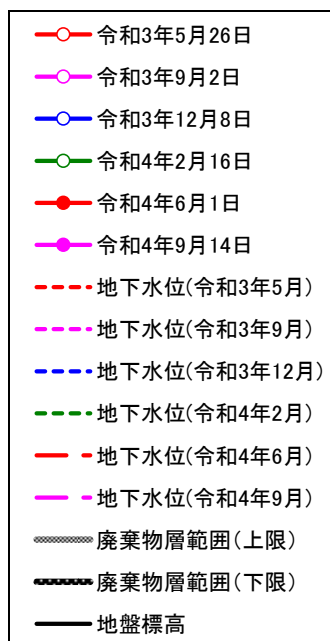 令和3年5月26日
令和3年9月2日
令和3年12月8日
令和4年2月16日
令和4年6月1日
令和4年9月14日
地下水位(令和3年5月)
地下水位(令和3年9月)
地下水位(令和3年12月)
地下水位(令和4年2月)
地下水位(令和4年6月)
地下水位(令和4年9月)
廃棄物層範囲(上限)
廃棄物層範囲(下限)
地盤標高